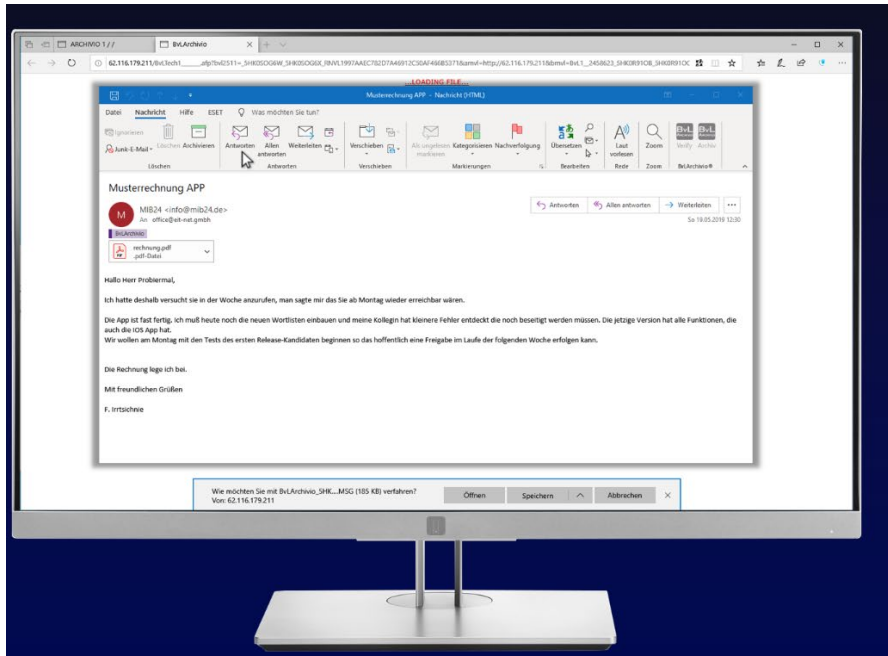 ARCHIVIO 1 / /
BvLArchivio
LOADING FILE...
Musterrechnung APP - Nachricht (HTML)
Datei Nachricht Hilfe ESET Was möchten Sie tun?
Ignorieren
Junk-E-Mail
Löschen
Archivieren
Antworten
Allen antworten
Weiterleiten
Verschieben
Als ungelesen markieren
Kategorisieren
Nachverfolgung
Übersetzen
Laut vorlesen
Zoom
BvL Verify
BvL Archiv
Löschen Antworten Verschieben Markierungen Bearbeiten Rede Zoom BvLArchivio®
Musterrechnung APP
M
MIB24 <info@mib24.de>
An office@eit-net.gmbh
Antworten Allen antworten Weiterleiten
So 19.05.2019 12:30
BvLArchivio
rechnung.pdf
.pdf-Datei
Hallo Herr Probiermal,
Ich hatte deshalb versucht sie in der Woche anzurufen, man sagte mir das Sie ab Montag wieder erreichbar wären.
Die App ist fast fertig. Ich muß heute noch die neuen Wortlisten einbauen und meine Kollegin hat kleinere Fehler entdeckt die noch beseitigt werden müssen. Die jetzige Version hat alle Funktionen, die
auch die IOS App hat.
Wir wollen am Montag mit den Tests des ersten Release-Kandidaten beginnen so das hoffentlich eine Freigabe im Laufe der folgenden Woche erfolgen kann.
Die Rechnung lege ich bei.
Mit freundlichen Grüßen
F. Irrtsichnie
Wie möchten Sie mit BvLArchivio_SHK....MSG (185 KB) verfahren?
Von: 62.116.179.211
Öffnen Speichern Abbrechen